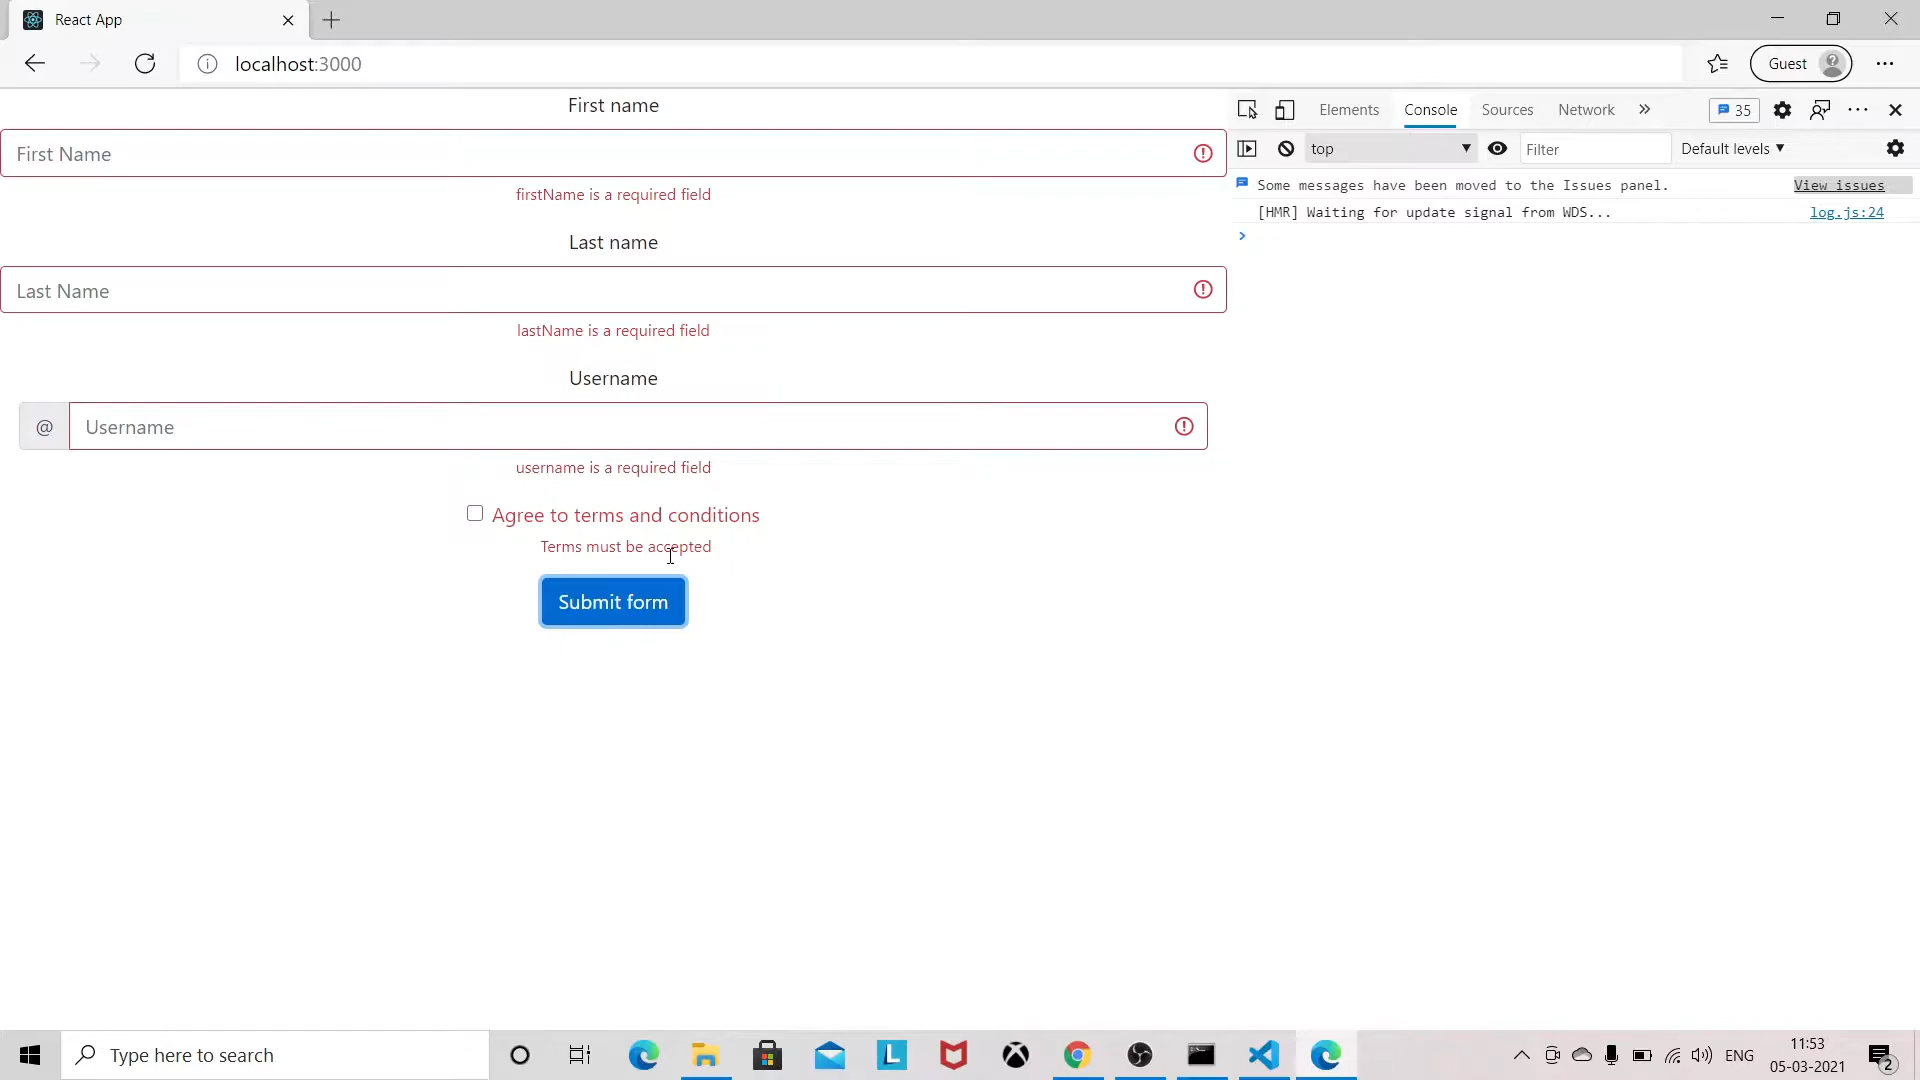 React App
localhost:3000
Guest
First name
First Name
firstName is a required field
Last name
Last Name
lastName is a required field
Username
@ Username
username is a required field
Agree to terms and conditions
Terms must be accepted
Submit form
Elements Console Sources Network 35
top Filter Default levels
Some messages have been moved to the Issues panel. View issues
[HMR] Waiting for update signal from WDS... log.js:24
Type here to search
L
ENG
11:53
05-03-2021
2